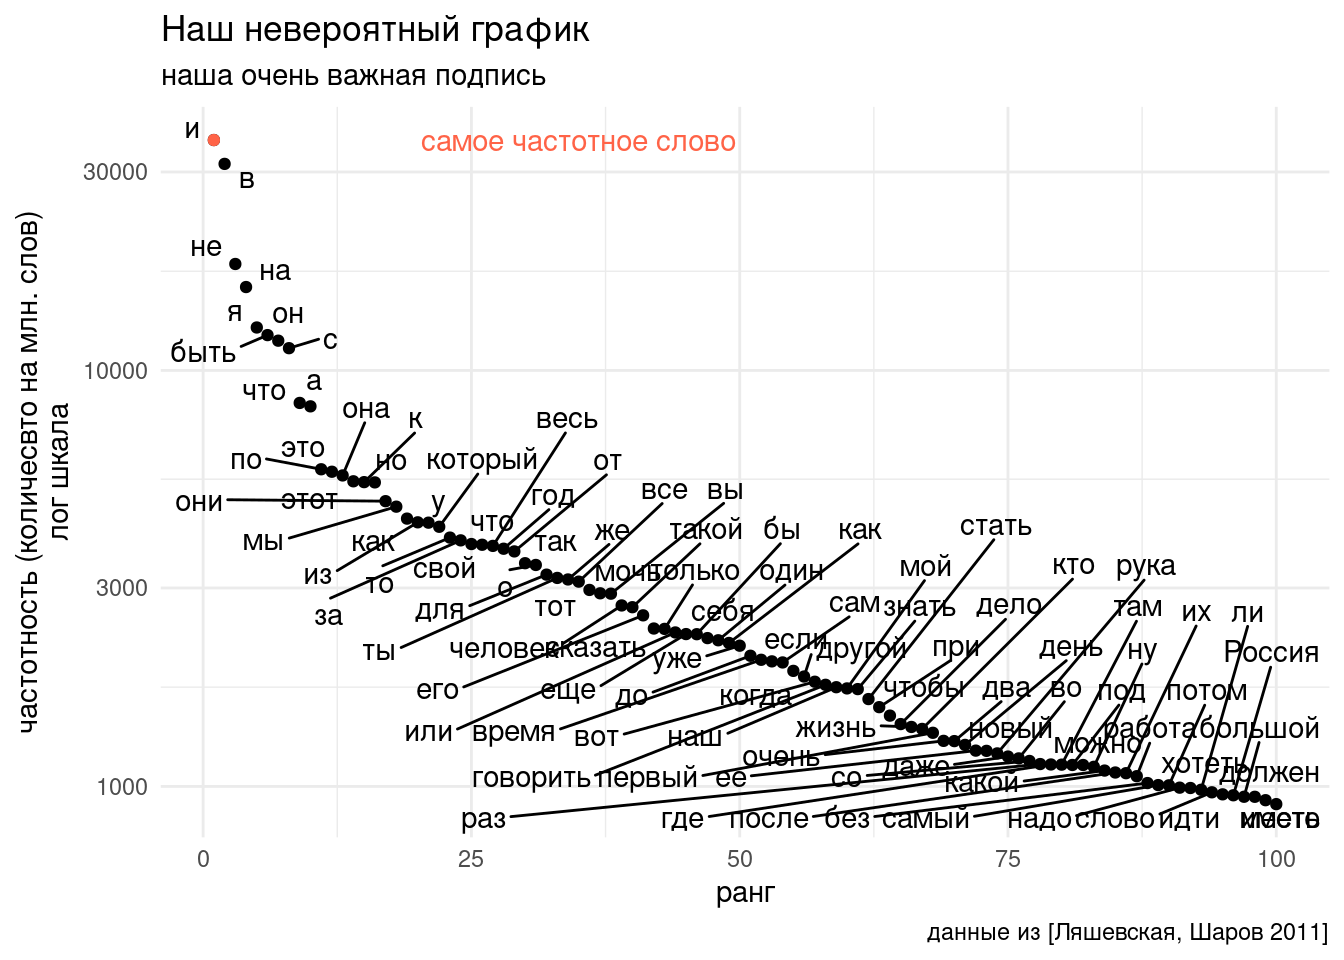 Наш невероятный график
наша очень важная подпись
и
самое частотное слово
30000
в
не
на
я
он
быть
с
10000
что
а
она
к
весь
по
это
но
который
от
они
этот
у
год
все
вы
мы
как
что
так
же
такой
бы
как
стать
из
то
свой
о
мочь
только
один
мой
кто
рука
3000
за
для
тот
себя
сам
знать
дело
там
их
ли
ты
человек
сказать
уже
если
другой
при
день
ну
Россия
его
еще
до
когда
чтобы
два
во
под
потом
или
время
вот
наш
жизнь
новый
работа
большой
говорить
первый
ее
очень
со
даже
какой
можно
хотеть
должен
1000
раз
где
после
без
самый
надо
слово
идти
иметь
0
25
50
75
100
ранг
частотность (количесвто на млн. слов)
лог шкала
данные из [Ляшевская, Шаров 2011]